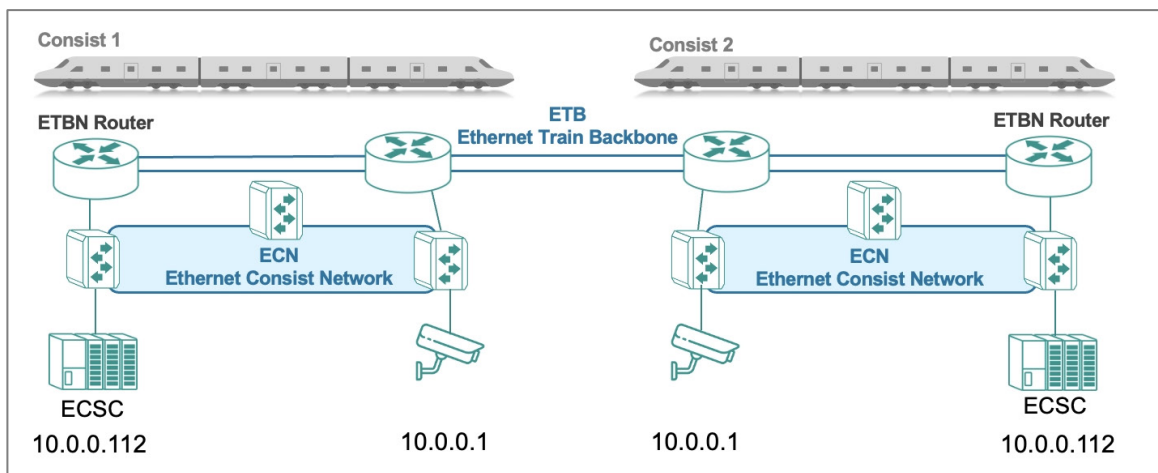 Consist 1
Consist 2
ETBN Router
ETB
Ethernet Train Backbone
ETBN Router
ECN
Ethernet Consist Network
ECN
Ethernet Consist Network
ECSC
10.0.0.112
10.0.0.1
10.0.0.1
ECSC
10.0.0.112